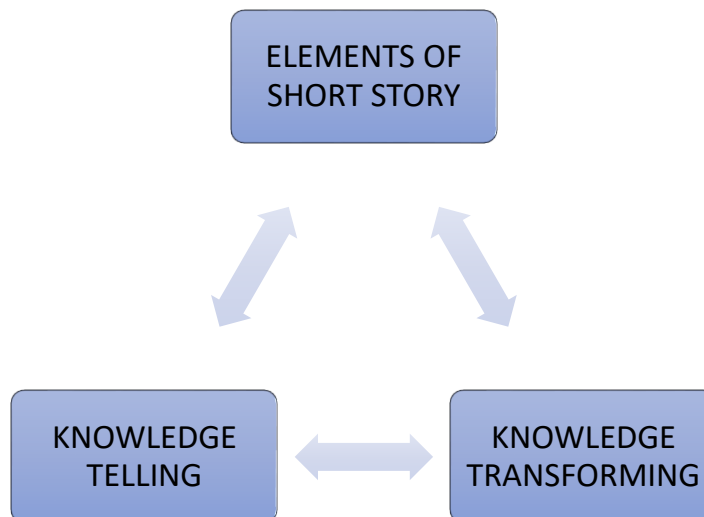 ELEMENTS OF
SHORT STORY
KNOWLEDGE
TELLING
KNOWLEDGE
TRANSFORMING